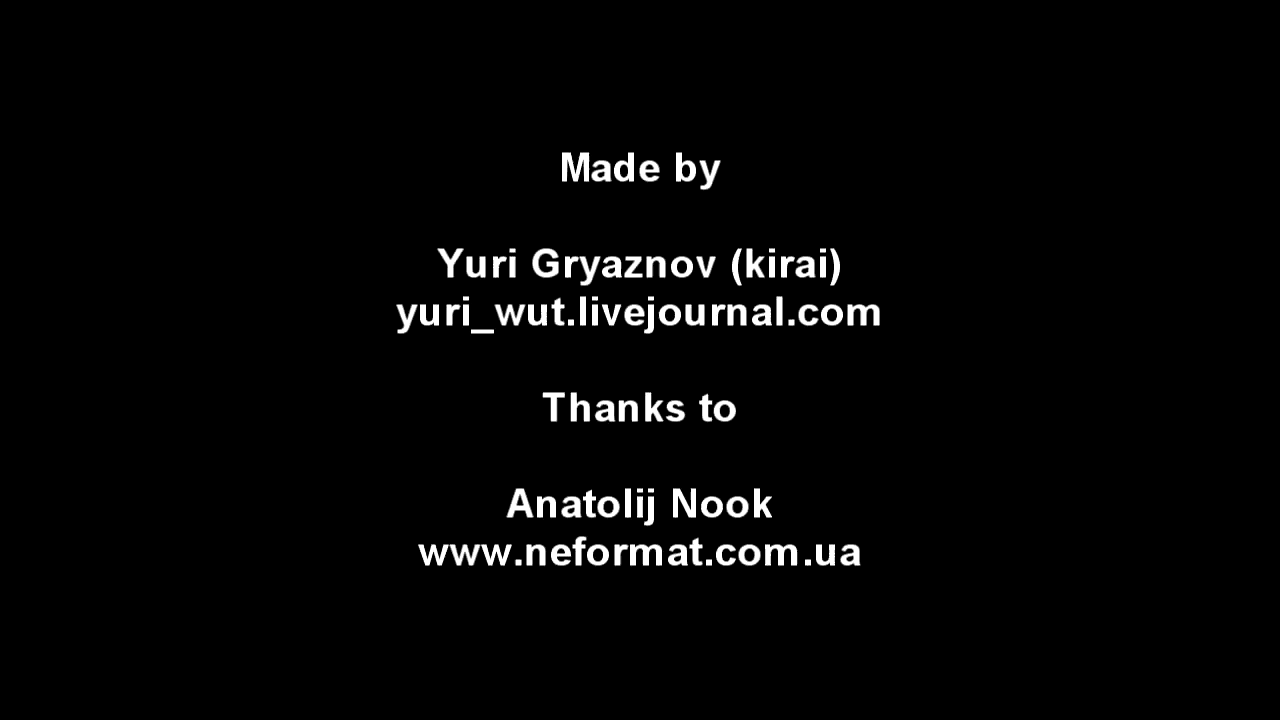 Made by
Yuri Gryaznov (kirai)
yuri_wut.livejournal.com
Thanks to
Anatolij Nook
www.neformat.com.ua